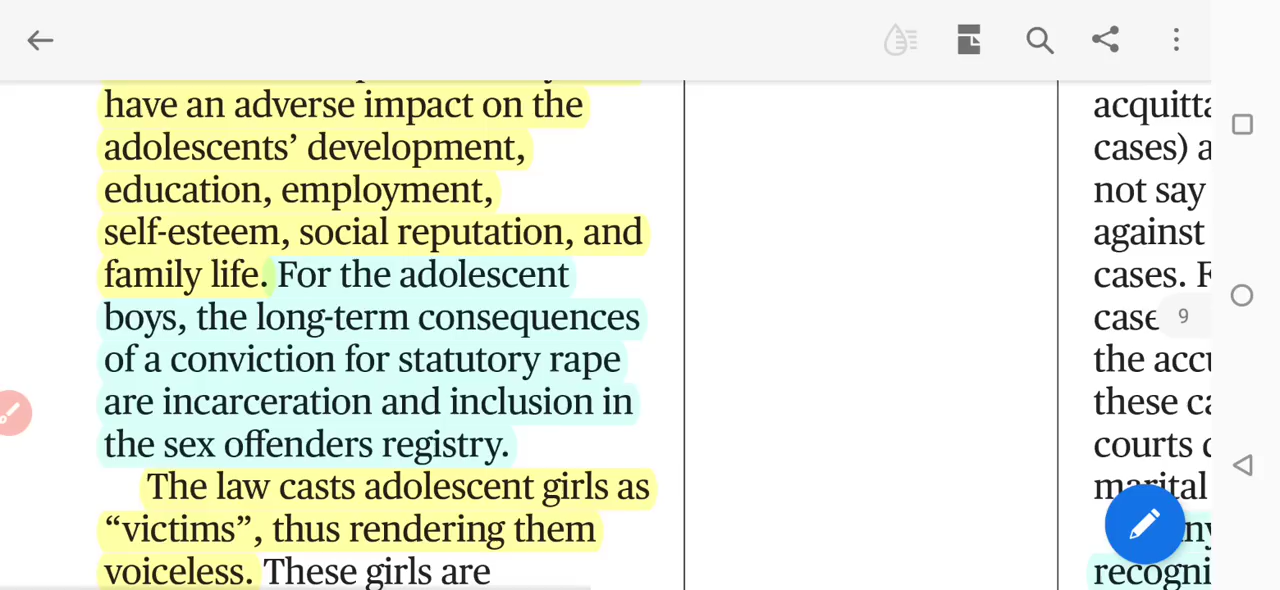 have an adverse impact on the
adolescents’ development,
education, employment,
self-esteem, social reputation, and
family life. For the adolescent
boys, the long-term consequences
of a conviction for statutory rape
are incarceration and inclusion in
the sex offenders registry.
The law casts adolescent girls as
“victims”, thus rendering them
voiceless. These girls are
cases) a
not say
against
cases. F
case
9
the
these
courts